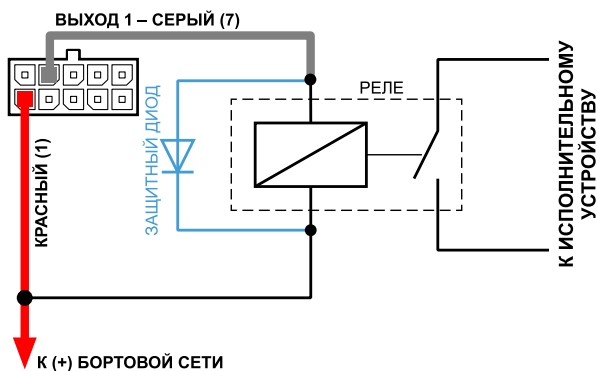 ВЫХОД 1 – СЕРЫЙ (7)
РЕЛЕ
ЗАЩИТНЫЙ ДИОД
КРАСНЫЙ (1)
К ИСПОЛНИТЕЛЬНОМУ
УСТРОЙСТВУ
К (+) БОРТОВОЙ СЕТИ